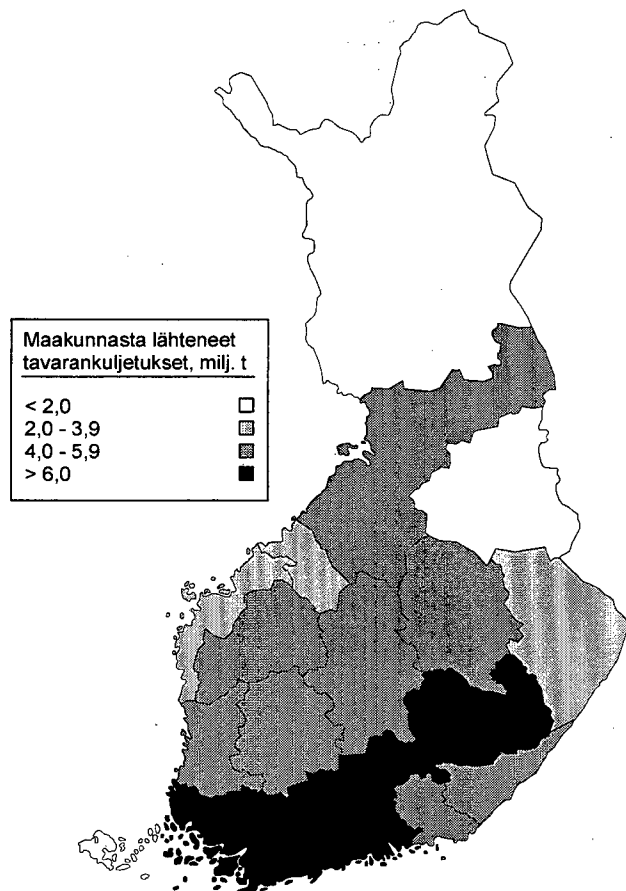 Maakunnasta lähteneet
tavarankuljetukset, milj. t
< 2,0
2,0 - 3,9
4,0 - 5,9
> 6,0